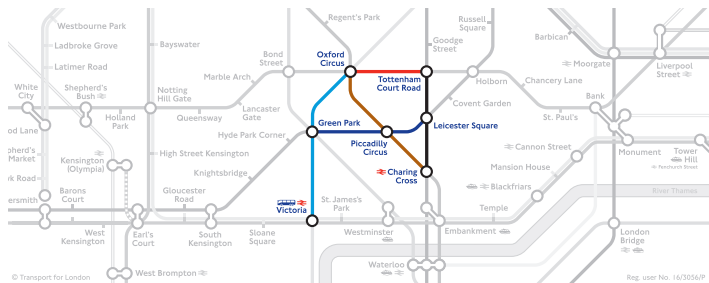 Westbourne Park
Ladbroke Grove
Latimer Road
White
City
Shepherd's
Bush
Holland
Park
Notting
Hill Gate
Bayswater
Queensway
Marble Arch
Lancaster
Gate
Bond
Street
Oxford
Circus
Regent's Park
Goodge
Street
Russell
Square
Tottenham
Court Road
Holborn
Chancery Lane
Covent Garden
St. Paul's
Barbican
Moorgate
Liverpool
Street
Bank
od Lane
pherd's
Market
k Road
ersmith
Kensington
(Olympia)
High Street Kensington
Hyde Park Corner
Knightsbridge
Green Park
Piccadilly
Circus
Leicester Square
Charing
Cross
Cannon Street
Mansion House
Blackfriars
Temple
Monument
Tower
Hill
Fenchurch Street
River Thames
Barons
Court
Gloucester
Road
West
Kensington
Earl's
Court
South
Kensington
Sloane
Square
Victoria
St. James's
Park
Westminster
Embankment
Waterloo
London
Bridge
West Brompton
© Transport for London
Reg. user No. 16/3056/P